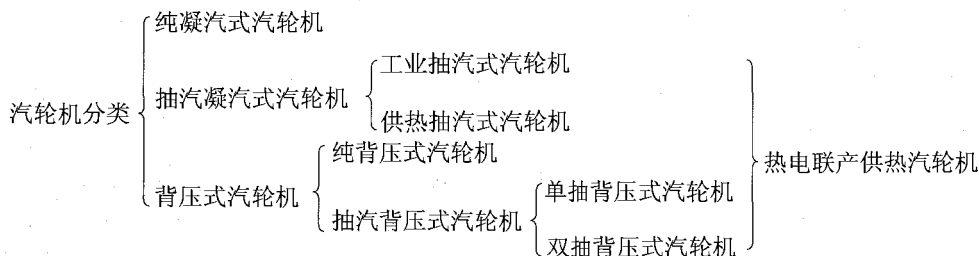 纯凝汽式汽轮机
工业抽汽式汽轮机
抽汽凝汽式汽轮机
汽轮机分类
供热抽汽式汽轮机
纯背压式汽轮机
热电联产供热汽轮机
背压式汽轮机
单抽背压式汽轮机
抽汽背压式汽轮机
双抽背压式汽轮机